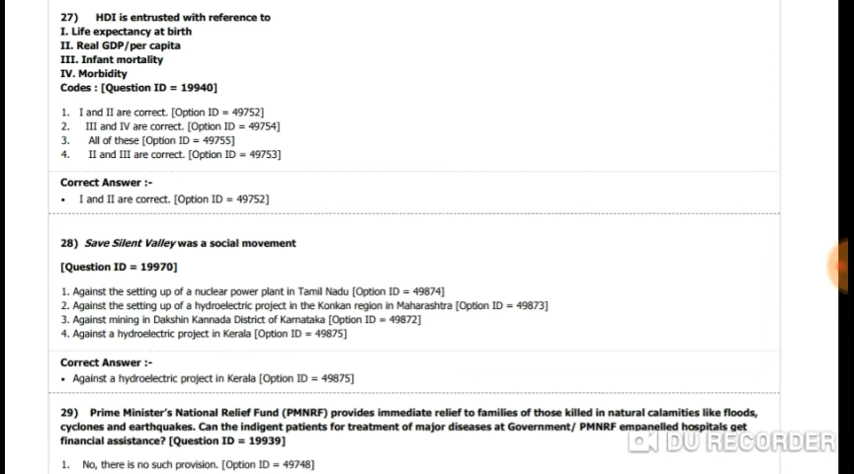 27) HDI is entrusted with reference to
I. Life expectancy at birth
II. Real GDP/per capita
III. Infant mortality
IV. Morbidity
Codes : [Question ID = 19940]
1. I and II are correct. [Option ID = 49752]
2. III and IV are correct. [Option ID = 49754]
3. All of these [Option ID = 49755]
4. II and III are correct. [Option ID = 49753]
Correct Answer :-
• I and II are correct. [Option ID = 49752]
28) Save Silent Valley was a social movement
[Question ID = 19970]
1. Against the setting up of a nuclear power plant in Tamil Nadu [Option ID = 49874]
2. Against the setting up of a hydroelectric project in the Konkan region in Maharashtra [Option ID = 49873]
3. Against mining in Dakshin Kannada District of Karnataka [Option ID = 49872]
4. Against a hydroelectric project in Kerala [Option ID = 49875]
Correct Answer :-
• Against a hydroelectric project in Kerala [Option ID = 49875]
29) Prime Minister's National Relief Fund (PMNRF) provides immediate relief to families of those killed in natural calamities like floods,
cyclones and earthquakes. Can the indigent patients for treatment of major diseases at Government/ PMNRF empanelled hospitals get
financial assistance? [Question ID = 19939]
DU RECORDER
1. No, there is no such provision. [Option ID = 49748]